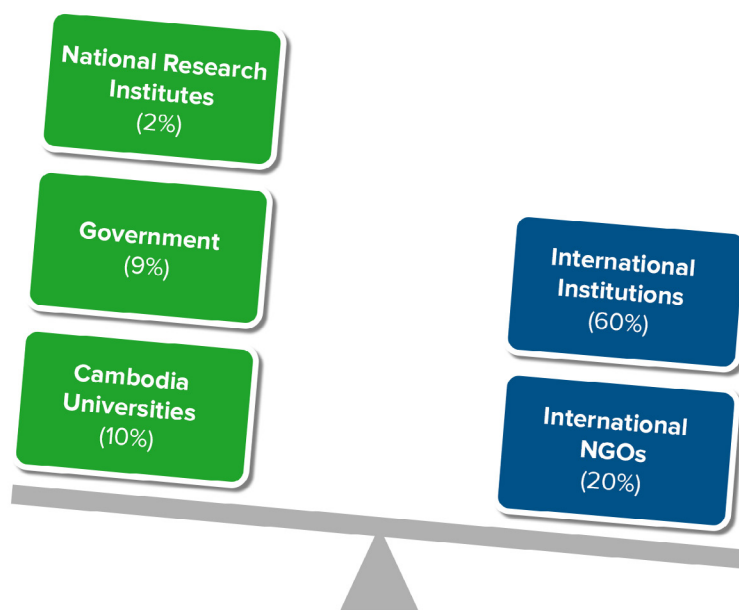 National Research
Institutes
(2%)
Government
(9%)
Cambodia
Universities
(10%)
International
Institutions
(60%)
International
NGOs
(20%)